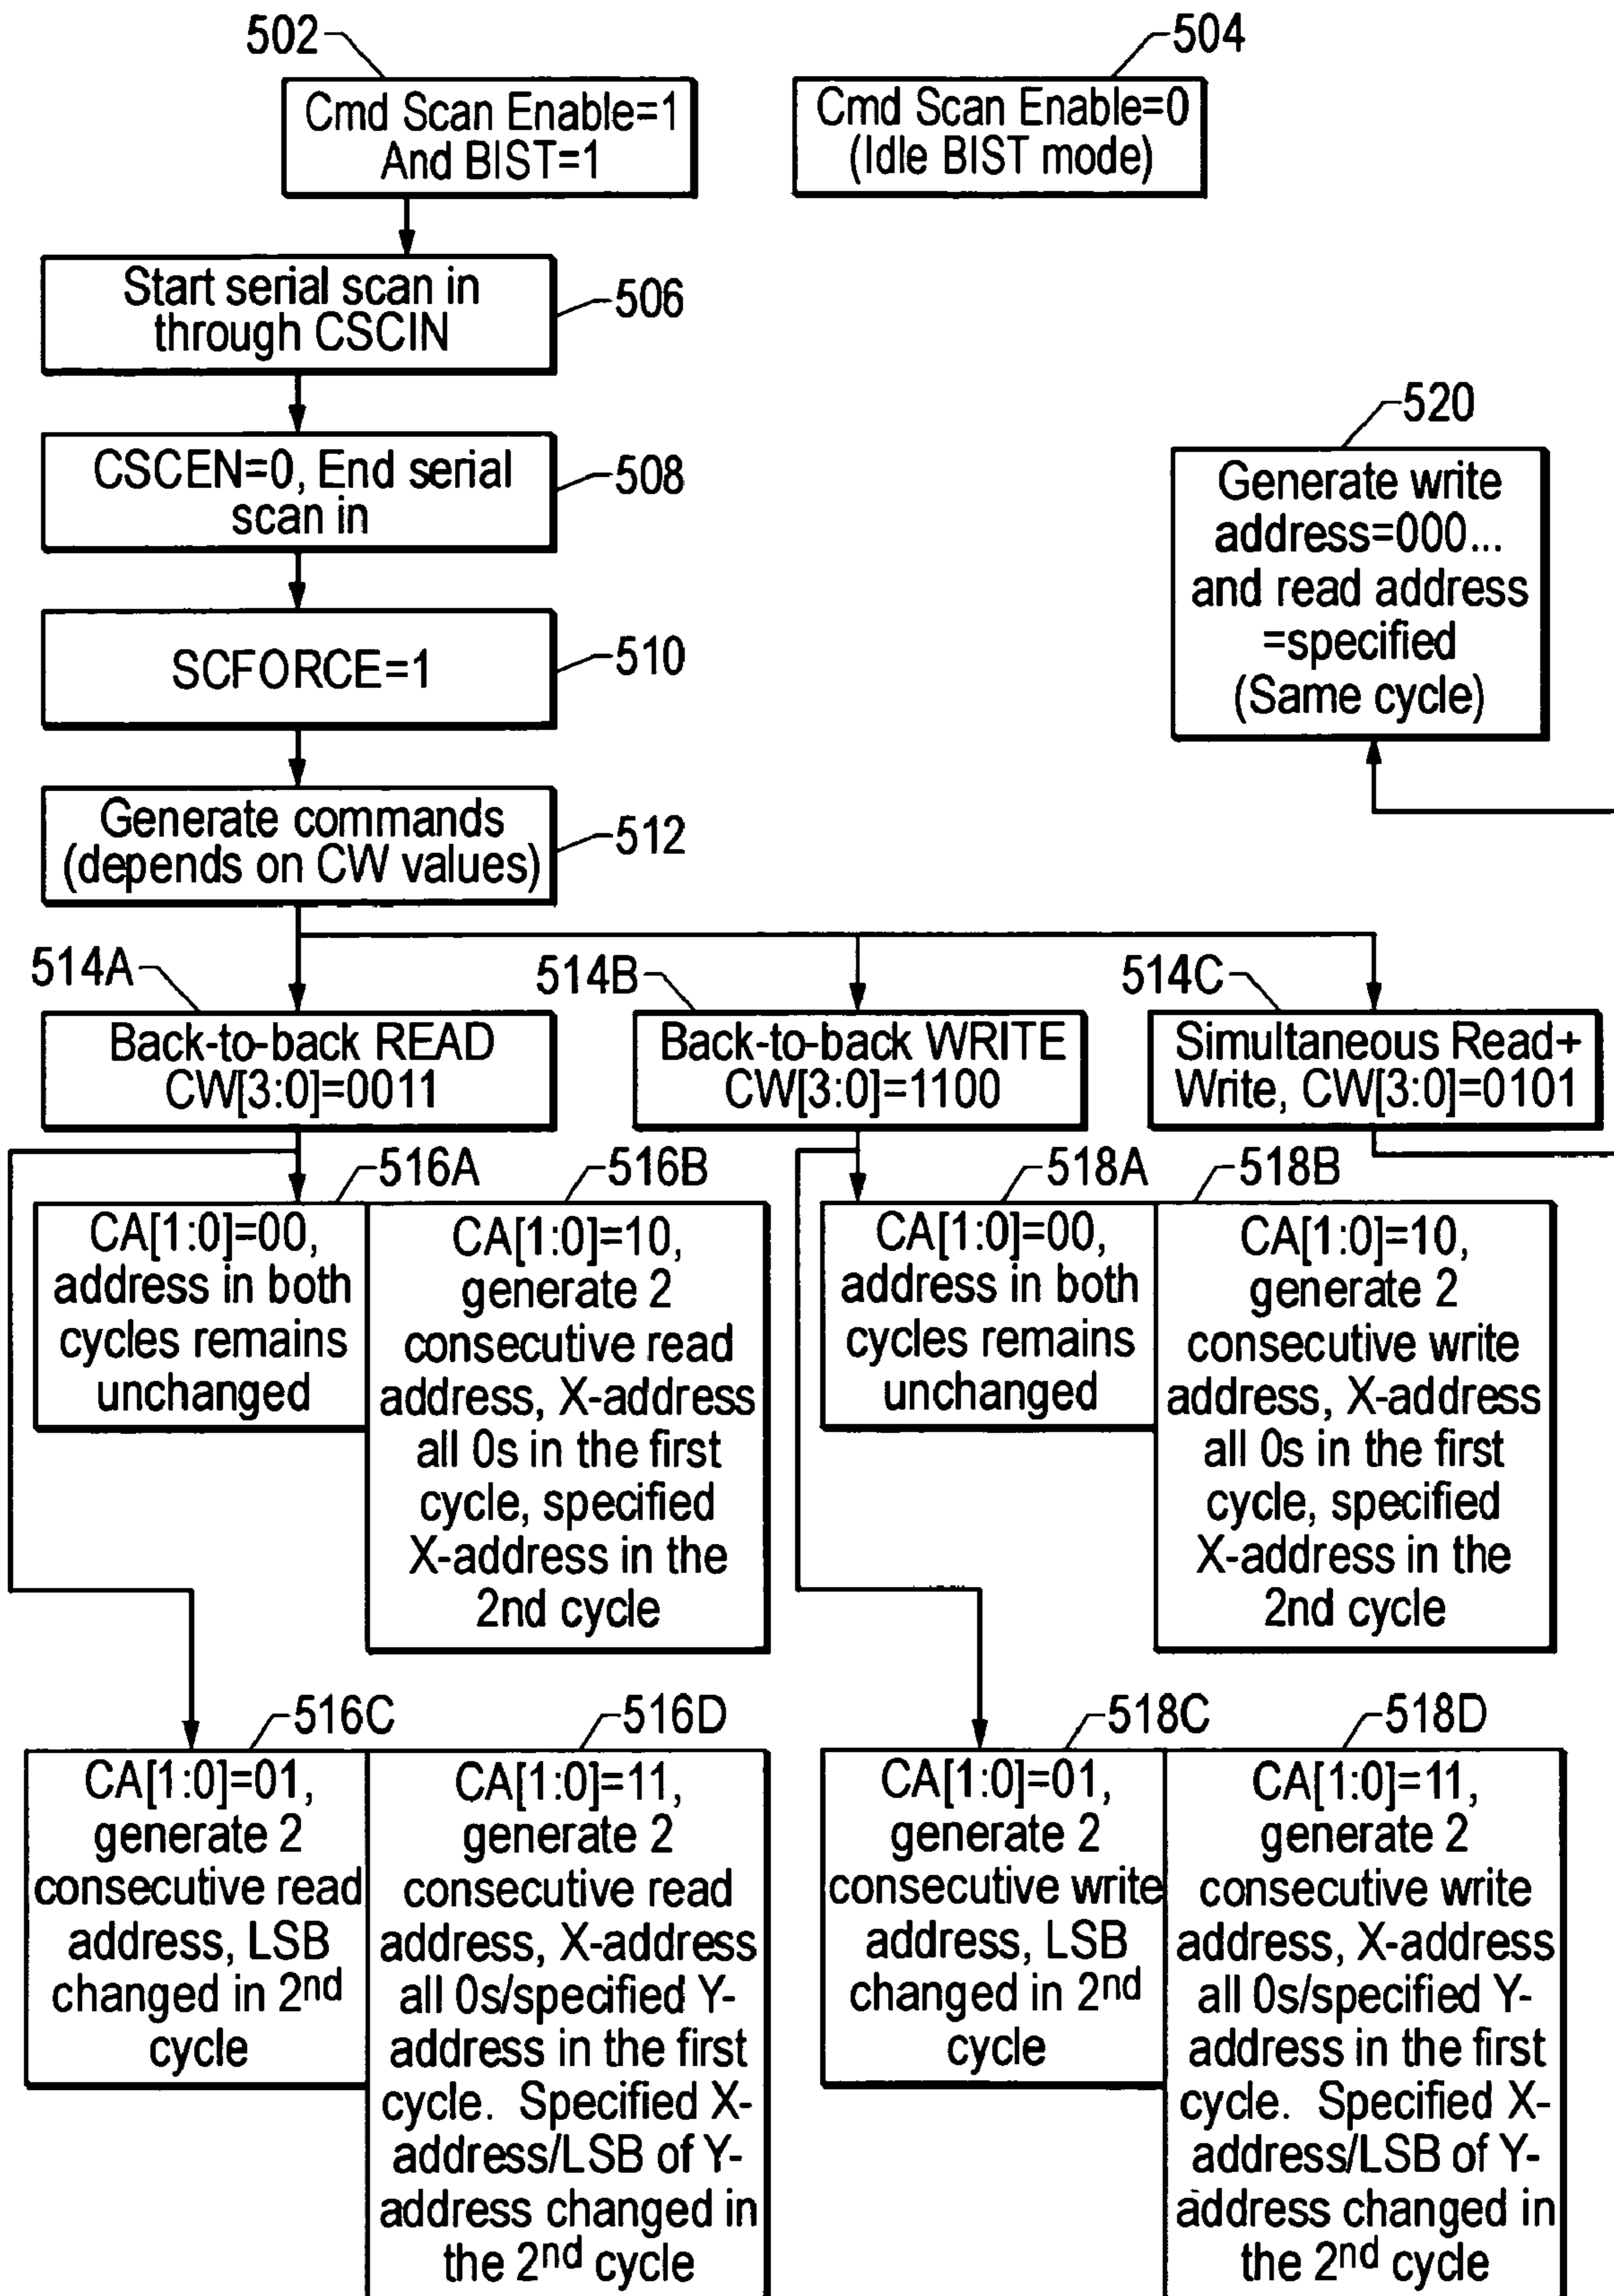 502
504
Cmd Scan Enable=1
And BIST=1
Cmd Scan Enable=0
(Idle BIST mode)
Start serial scan in
through CSCIN
506
CSCEN=0, End serial
scan in
508
520
Generate write
address=000...
and read address
=specified
(Same cycle)
SCFORCE=1
510
Generate commands
(depends on CW values)
512
514A
514B
514C
Back-to-back READ
CW[3:0]=0011
Back-to-back WRITE
CW[3:0]=1100
Simultaneous Read+
Write, CW[3:0]=0101
516A
516B
518A
518B
CA[1:0]=00,
address in both
cycles remains
unchanged
CA[1:0]=10,
generate 2
consecutive read
address, X-address
all 0s in the first
cycle, specified
X-address in the
2nd cycle
CA[1:0]=00,
address in both
cycles remains
unchanged
CA[1:0]=10,
generate 2
consecutive write
address, X-address
all 0s in the first
cycle, specified
X-address in the
2nd cycle
516C
516D
518C
518D
CA[1:0]=01,
generate 2
consecutive read
address, LSB
changed in 2nd
cycle
CA[1:0]=11,
generate 2
consecutive read
address, X-address
all 0s/specified Y-
address in the first
cycle. Specified X-
address/LSB of Y-
address changed in
the 2nd cycle
CA[1:0]=01,
generate 2
consecutive write
address, LSB
changed in 2nd
cycle
CA[1:0]=11,
generate 2
consecutive write
address, X-address
all 0s/specified Y-
address in the first
cycle. Specified X-
address/LSB of Y-
address changed in
the 2nd cycle